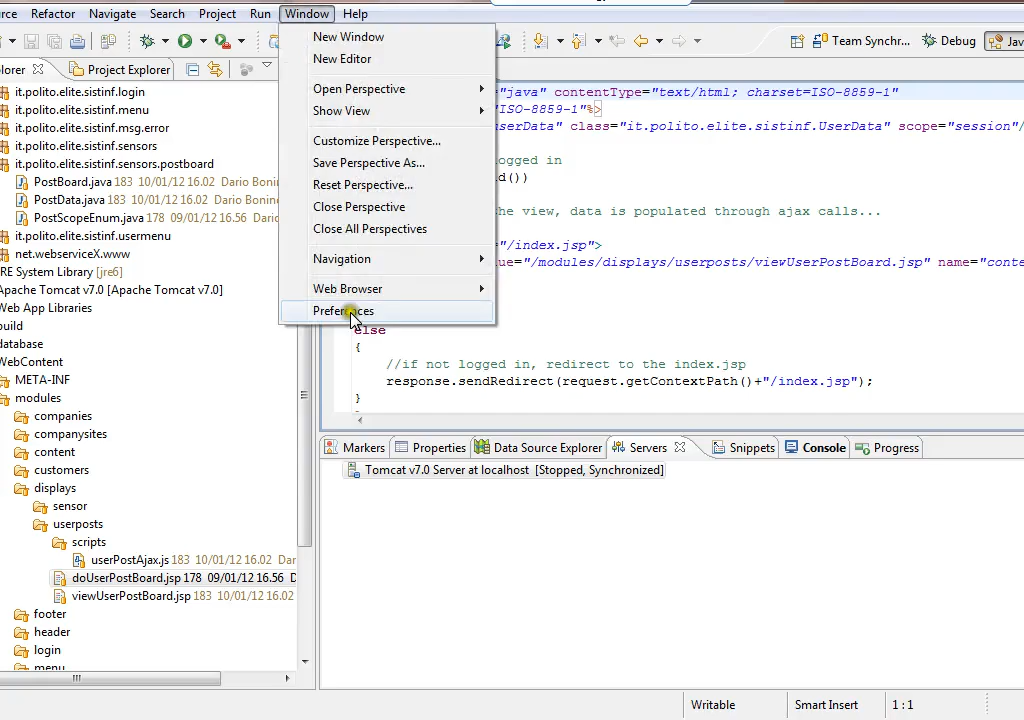 rce Refactor Navigate Search Project Run Window Help
Team Synchr... Debug Jav
lorer Project Explorer
it.polito.elite.sistinf.login
it.polito.elite.sistinf.menu
it.polito.elite.sistinf.msg.error
it.polito.elite.sistinf.sensors
it.polito.elite.sistinf.sensors.postboard
PostBoard.java 183 10/01/12 16.02 Dario Bonin
PostData.java 183 10/01/12 16.02 Dario Bonino
PostScopeEnum.java 178 09/01/12 16.56 Dario
it.polito.elite.sistinf.usermenu
net.webserviceX.www
RE System Library [jre6]
Apache Tomcat v7.0 [Apache Tomcat v7.0]
Web App Libraries
build
database
WebContent
META-INF
modules
companies
companysites
content
customers
displays
sensor
userposts
scripts
userPostAjax.js 183 10/01/12 16.02 Dar
doUserPostBoard.jsp 178 09/01/12 16.56 D
viewUserPostBoard.jsp 183 10/01/12 16.02
footer
header
login
menu
New Window
New Editor
Open Perspective
Show View
Customize Perspective...
Save Perspective As...
Reset Perspective...
Close Perspective
Close All Perspectives
Navigation
Web Browser
Preferences
="java" contentType="text/html; charset=ISO-8859-1"
"ISO-8859-1"%>
serData" class="it.polito.elite.sistinf.UserData" scope="session"/
ogged in
d())
he view, data is populated through ajax calls...
="/index.jsp">
ue="/modules/displays/userposts/viewUserPostBoard.jsp" name="conte
else
{
//if not logged in, redirect to the index.jsp
response.sendRedirect(request.getContextPath()+"/index.jsp");
}
Markers Properties Data Source Explorer Servers Snippets Console Progress
Tomcat v7.0 Server at localhost [Stopped, Synchronized]
Writable Smart Insert 1 : 1